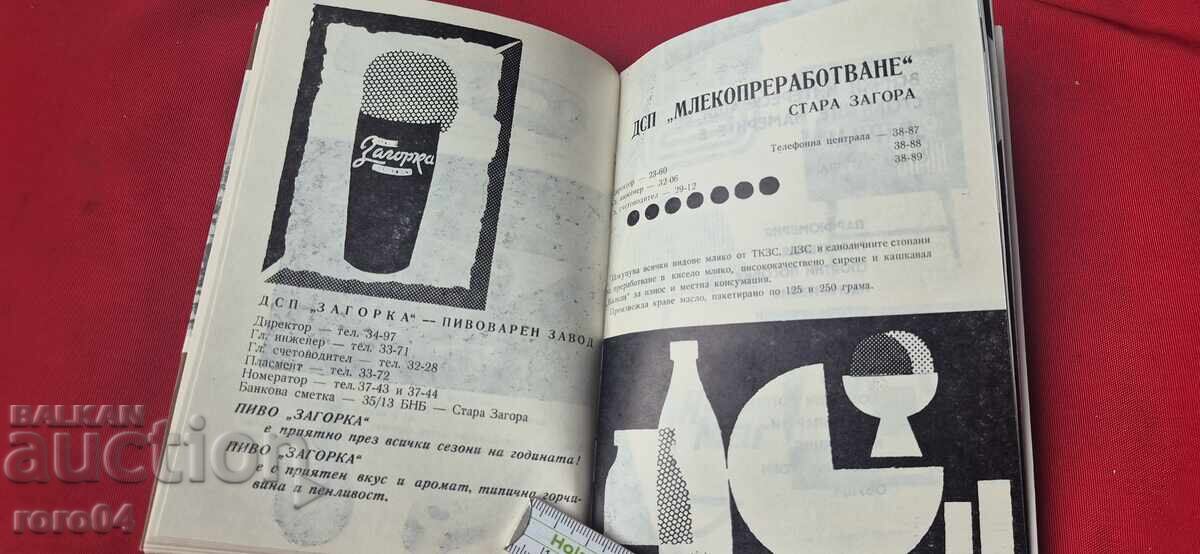 Загорка
ДСП „ЗАГОРКА“ — ПИВОВАРЕН ЗАВОД
Директор — тел. 34-97
Гл. инженер — тел. 33-71
Гл. счетоводител — тел. 32-28
Пласмент — тел. 33-72
Номератор — тел. 37-43 и 37-44
Банкова сметка — 35/13 БНБ — Стара Загора
ПИВО „ЗАГОРКА“
е приятно през всички сезони на годината!
ПИВО „ЗАГОРКА“
е с приятен вкус и аромат, типично горчи-
вина и пенливост.
ДСП „МЛЕКОПРЕРАБОТВАНЕ“
СТАРА ЗАГОРА
Телефонна централа — 38-87
38-88
38-89
иректор — 23-60
инженер — 32-06
счетоводител — 29-12
Изкупува всички видове мляко от ТКЗС, ДЗС и едноличните стопани
преработване в кисело мляко, висококачествено сирене и кашкавал
за износ и местна консумация.
Произвежда краве масло, пакетирано по 125 и 250 грама.
BALKAN
auction
roro04